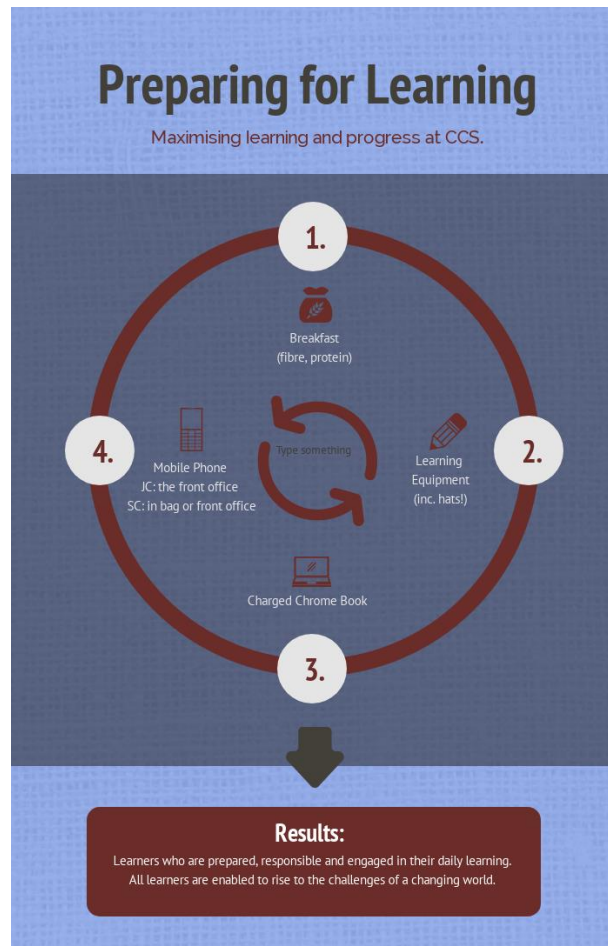 Preparing for Learning
Maximising learning and progress at CCS.
1.
Breakfast
(fibre, protein)
2.
Learning
Equipment
(inc. hats!)
3.
Charged Chrome Book
4.
Mobile Phone
JC: the front office
SC: in bag or front office
Type something
Results:
Learners who are prepared, responsible and engaged in their daily learning.
All learners are enabled to rise to the challenges of a changing world.